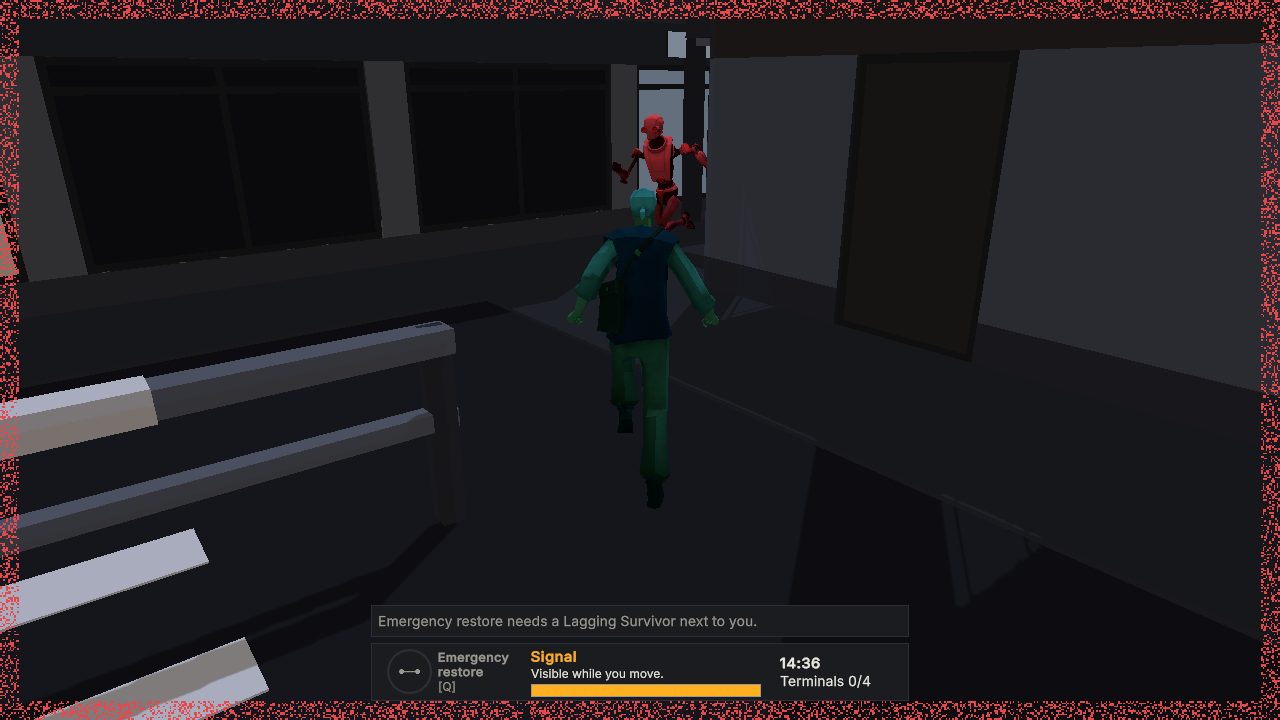 Emergency restore needs a Lagging Survivor next to you.
Emergency
restore
[Q]
Signal
Visible while you move.
14:36
Terminals 0/4